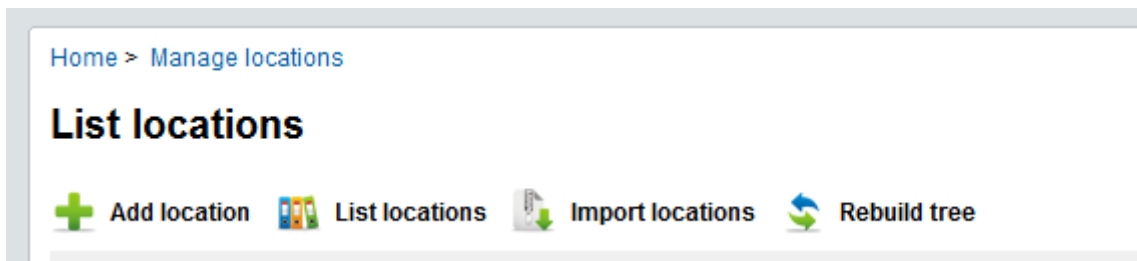 Home > Manage locations
List locations
Add location List locations Import locations Rebuild tree